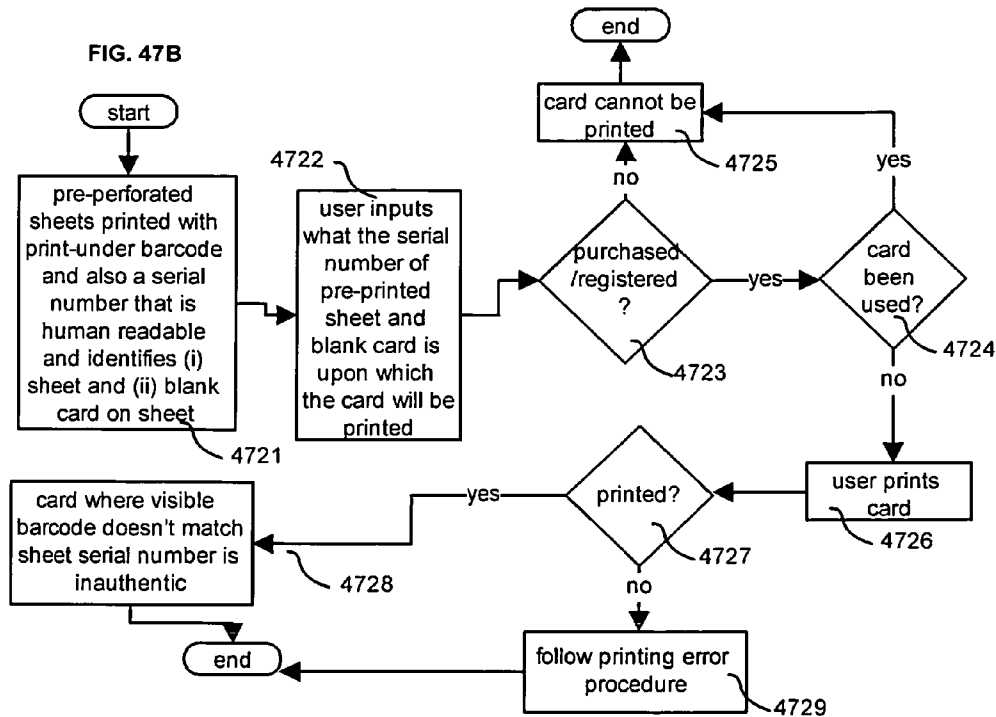 FIG. 47B
start
pre-perforated
sheets printed with
print-under barcode
and also a serial
number that is
human readable
and identifies (i)
sheet and (ii) blank
card on sheet
4721
4722
user inputs
what the serial
number of
pre-printed
sheet and
blank card is
upon which
the card will be
printed
purchased
/registered
?
4723
no
yes
card cannot be
printed
4725
end
card
been
used?
4724
yes
no
user prints
card
4726
printed?
4727
yes
no
card where visible
barcode doesn't match
sheet serial number is
inauthentic
4728
follow printing error
procedure
4729
end